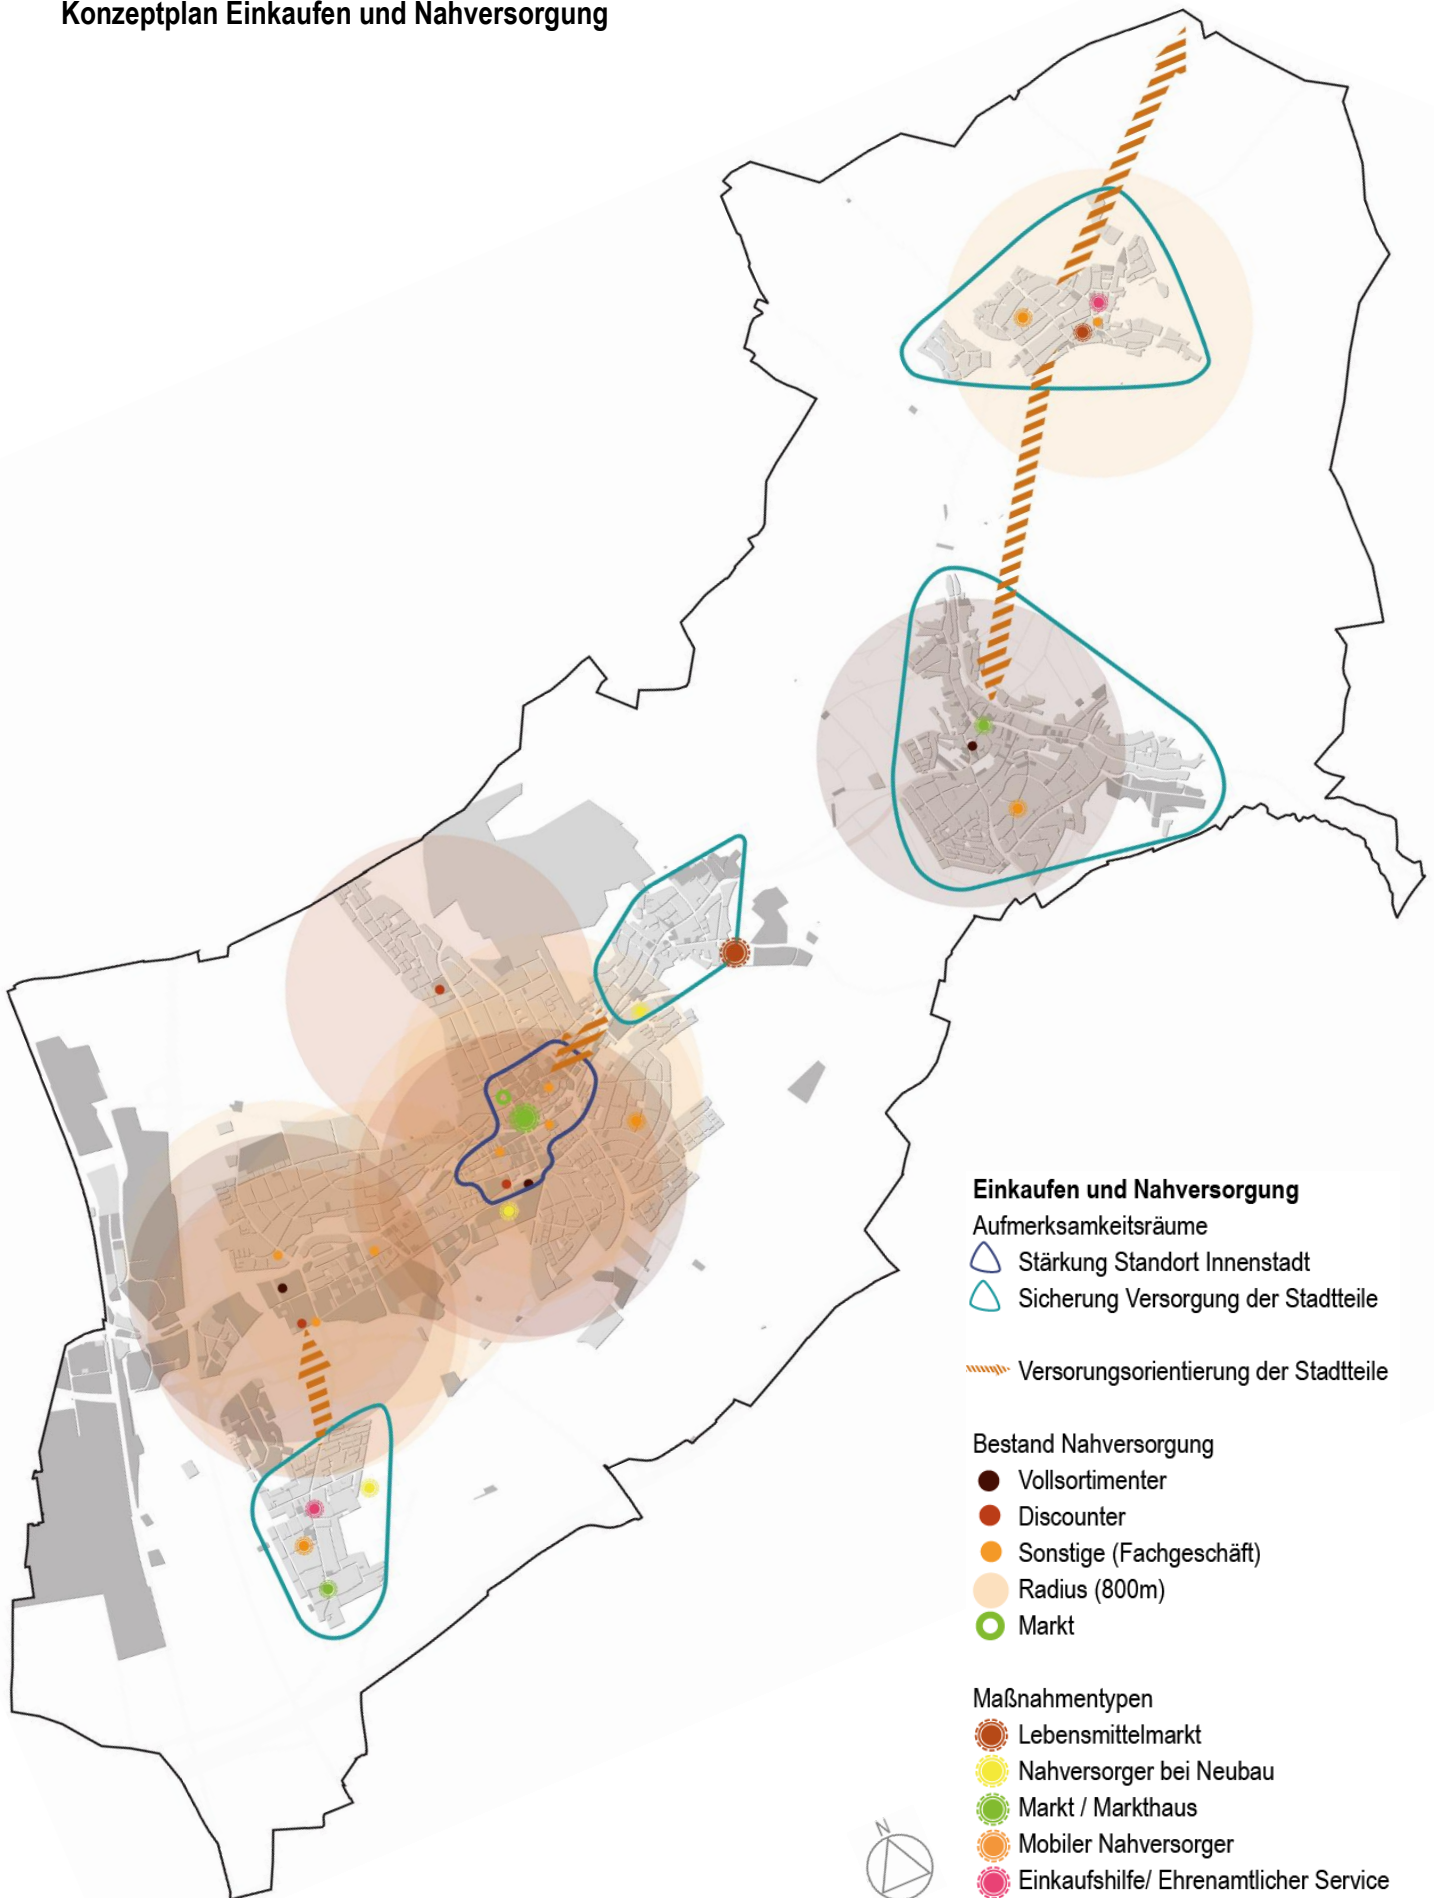 Konzeptplan Einkaufen und Nahversorgung
Einkaufen und Nahversorgung
Aufmerksamkeitsräume
Stärkung Standort Innenstadt
Sicherung Versorgung der Stadtteile
Versorungsorientierung der Stadtteile
Bestand Nahversorgung
Vollsortimenter
Discounter
Sonstige (Fachgeschäft)
Radius (800m)
Markt
Maßnahmentypen
Lebensmittelmarkt
Nahversorger bei Neubau
Markt / Markthaus
Mobiler Nahversorger
Einkaufshilfe/ Ehrenamtlicher Service
N